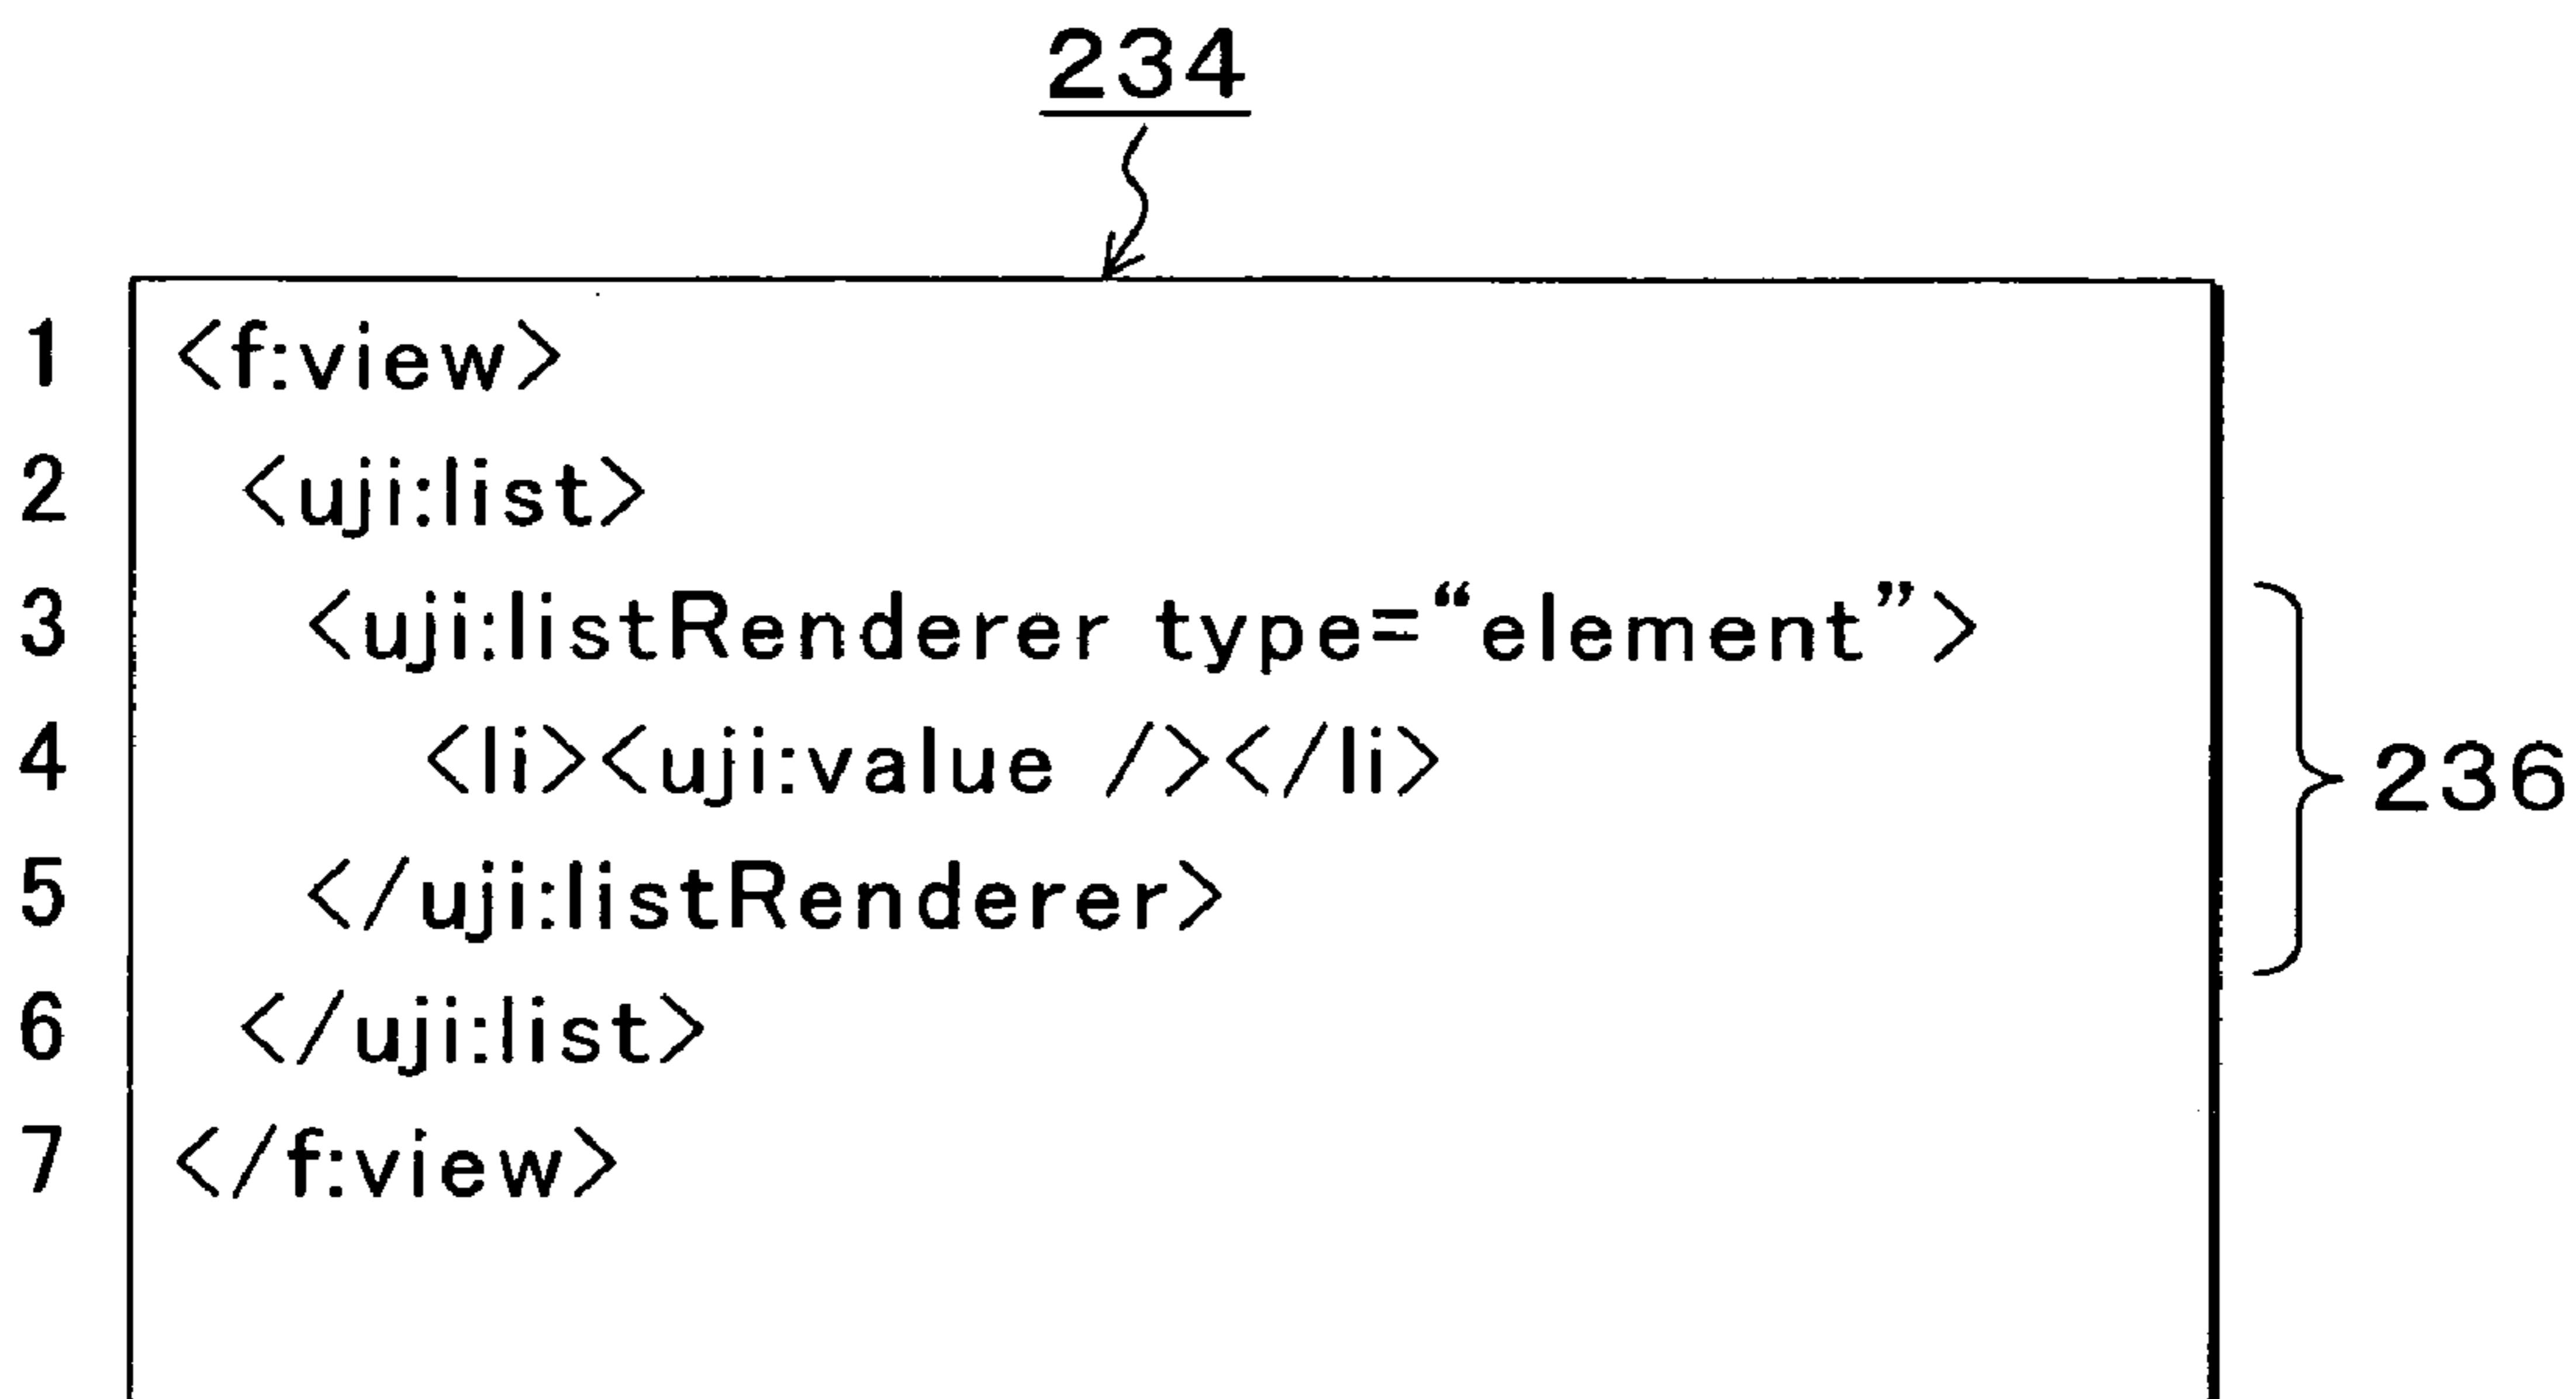 234
1 <f:view>
2 <uji:list>
3 <uji:listRenderer type=“element”>
4 <li><uji:value /></li>
236
5 </uji:listRenderer>
6 </uji:list>
7 </f:view>